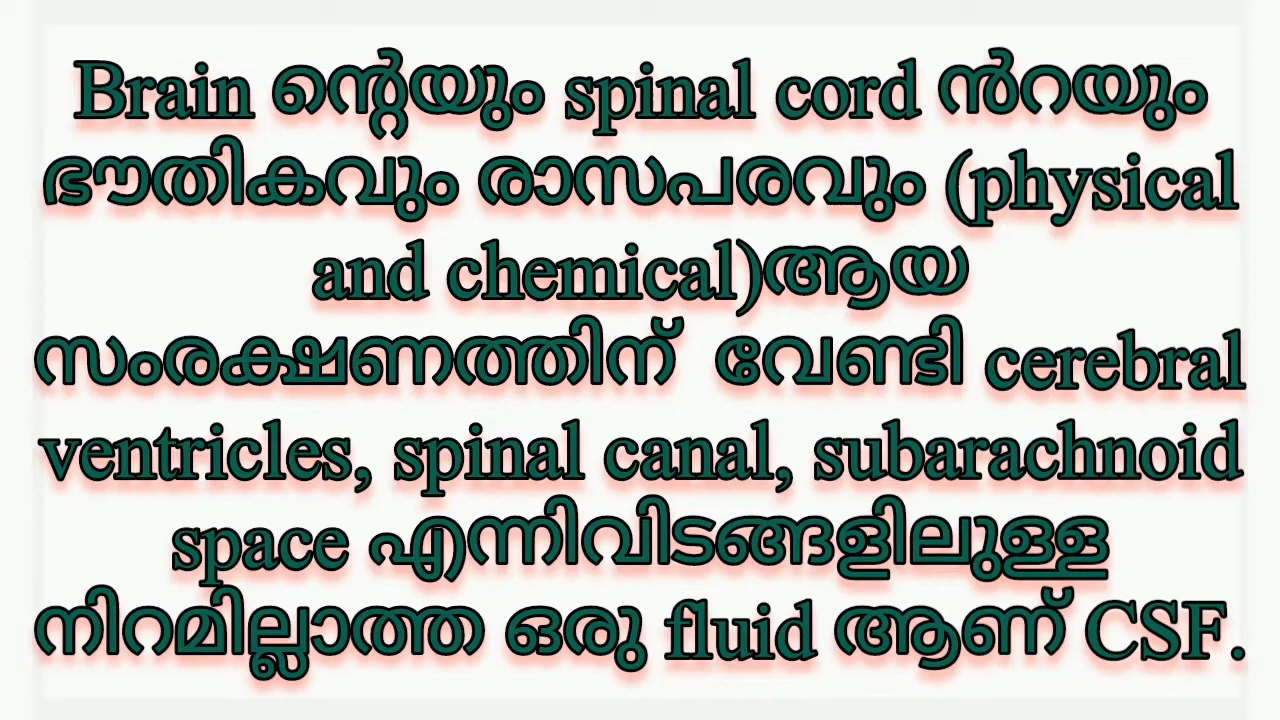 Brain ന്റെയും spinal cord ൻറയും
ഭൗതികവും രാസപരവും (physical
and chemical)ആയ
സംരക്ഷണത്തിന് വേണ്ടി cerebral
ventricles, spinal canal, subarachnoid
space എന്നിവിടങ്ങളിലുള്ള
നിറമില്ലാത്ത ഒരു fluid ആണ് CSF.